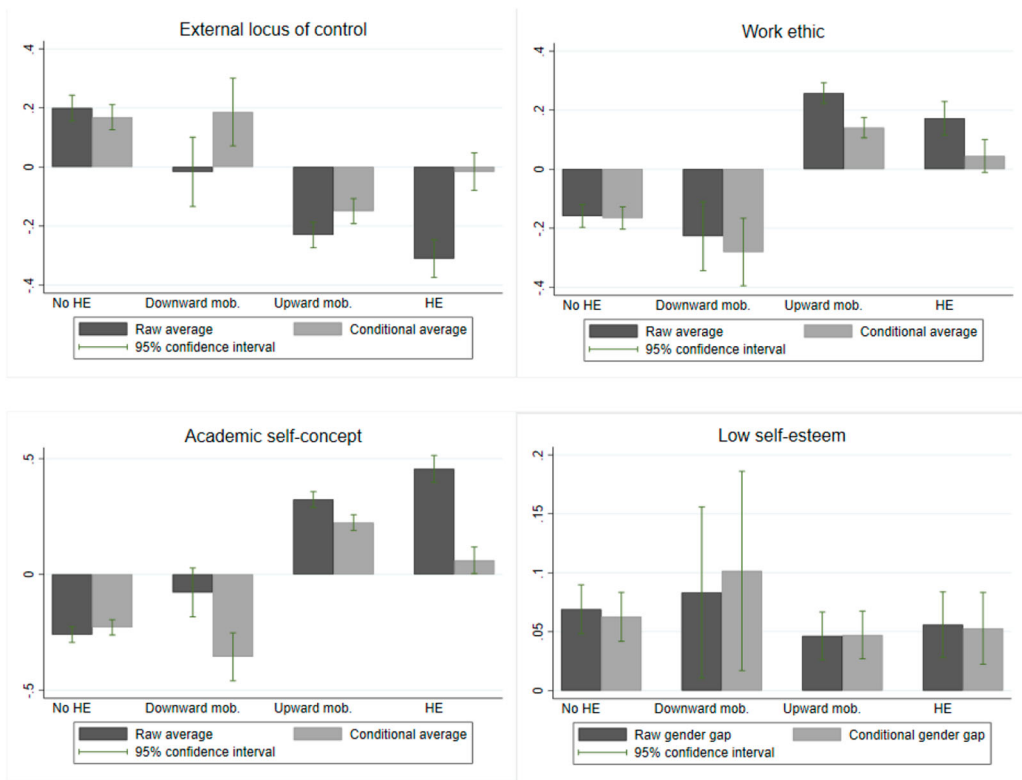 External locus of control
.4
.2
0
-.2
-.4
No HE Downward mob. Upward mob. HE
Raw average Conditional average
95% confidence interval
Work ethic
.4
.2
0
-.2
-.4
No HE Downward mob. Upward mob. HE
Raw average Conditional average
95% confidence interval
Academic self-concept
.5
0
-.5
No HE Downward mob. Upward mob. HE
Raw average Conditional average
95% confidence interval
Low self-esteem
.2
.15
.1
.05
0
No HE Downward mob. Upward mob. HE
Raw gender gap Conditional gender gap
95% confidence interval